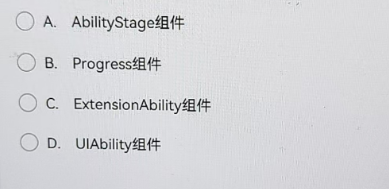 A. AbilityStage组件
B. Progress组件
C. ExtensionAbility组件
D. UIAbility组件